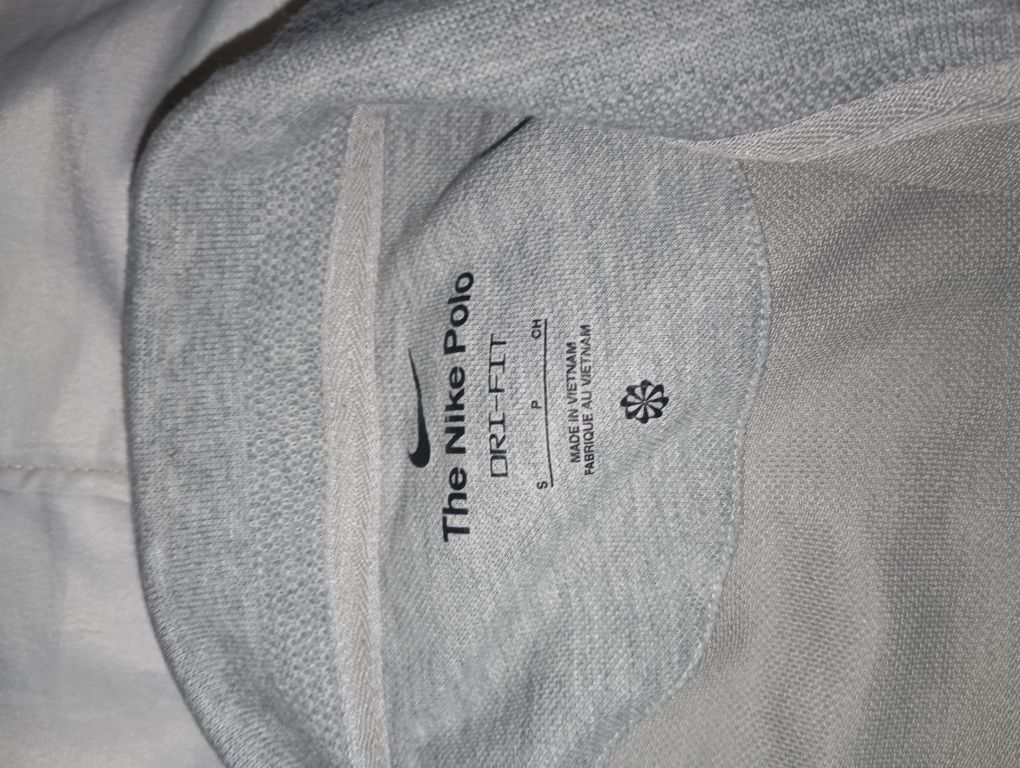 The Nike Polo
DRI-FIT
S P CH
MADE IN VIETNAM
FABRIQUE AU VIETNAM